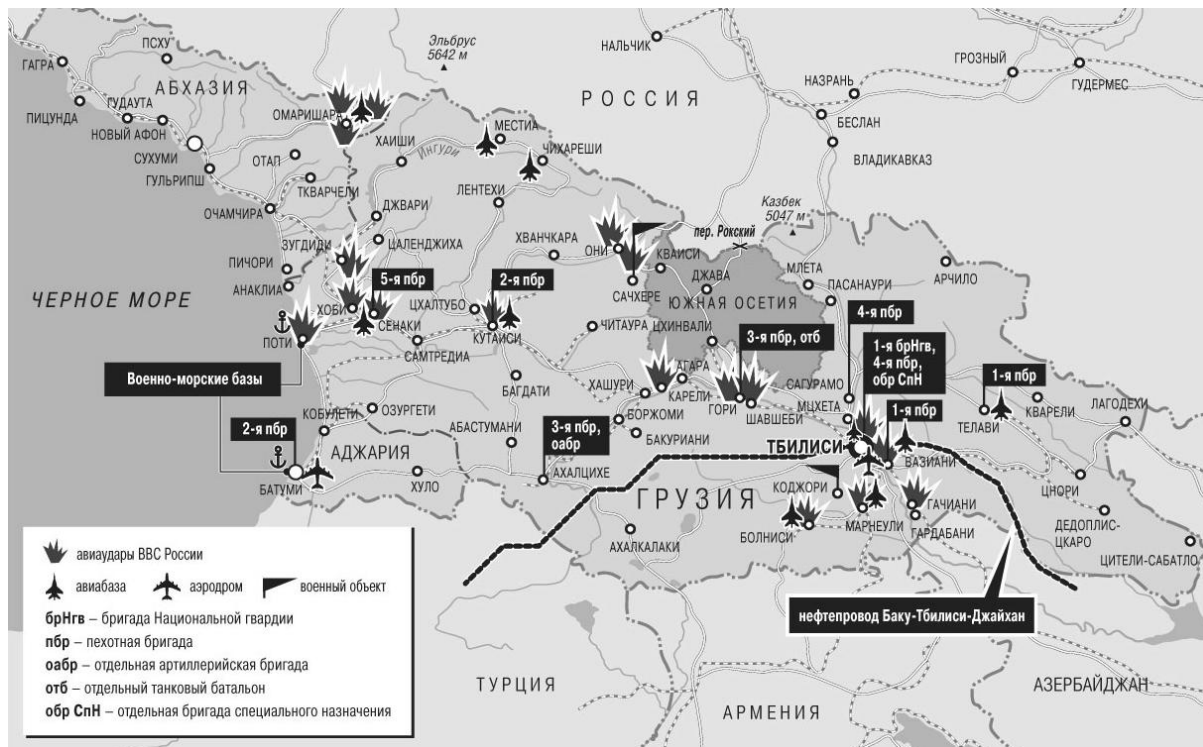 ПСХУ
ГАГРА
АБХАЗИЯ
ПИЦУНДА
ГУДАУТА
НОВЫЙ АФОН
СУХУМИ
ГУЛЬРИПШ
ОТАП
ТКВАРЧЕЛИ
ОЧАМЧИРА
ОМАРИШАРА
Эльбрус
5642 м
ХАИШИ
Ингури
МЕСТИА
ЧИХАРЕШИ
ЛЕНТЕХИ
ДЖВАРИ
ЦАЛЕНДЖИХА
ЗУГДИДИ
ПИЧОРИ
АНАКЛИА
НАЛЬЧИК
РОССИЯ
НАЗРАНЬ
ГРОЗНЫЙ
ГУДЕРМЕС
БЕСЛАН
ВЛАДИКАВКАЗ
Казбек
5047 м
пер. Рокский
ХВАНЧКАРА
ОНИ
КВАИСИ
САЧХЕРЕ
ДЖАВА
ЮЖНАЯ ОСЕТИЯ
ЦХИНВАЛИ
МЛЕТА
ПАСАНАУРИ
АРЧИЛО
ЧЕРНОЕ МОРЕ
ХОБИ
5-я пбр
СЕНАКИ
ЦХАЛТУБО
2-я пбр
КУТАИСИ
ЧИТАУРА
ПОТИ
САМТРЕДИА
Военно-морские базы
3-я пбр, отб
4-я пбр
1-я брНгв,
4-я пбр,
обр СпН
1-я пбр
1-я пбр
АГАРА
ХАШУРИ
КАРЕЛИ
ГОРИ
ШАВШЕБИ
САГУРАМО
МЦХЕТА
БОРЖОМИ
БАКУРИАНИ
БАГДАТИ
КОБУЛЕТИ
ОЗУРГЕТИ
АБАСТУМАНИ
2-я пбр
АДЖАРИЯ
БАТУМИ
ХУЛО
3-я пбр,
оабр
АХАЛЦИХЕ
ТБИЛИСИ
ВАЗИАНИ
ТЕЛАВИ
КВАРЕЛИ
ЛАГОДЕХИ
ГРУЗИЯ
КОДЖОРИ
ЦНОРИ
ГАЧИАНИ
МАРНЕУЛИ
ГАРДАБАНИ
БОЛНИСИ
АХАЛКАЛАКИ
ДЕДОПЛИС-
ЦКАРО
ЦИТЕЛИ-САБАТЛО
нефтепровод Баку-Тбилиси-Джайхан
ТУРЦИЯ
АРМЕНИЯ
АЗЕРБАЙДЖАН
авиаудары ВВС России
авиабаза
аэродром
военный объект
брНгв – бригада Национальной гвардии
пбр – пехотная бригада
оабр – отдельная артиллерийская бригада
отб – отдельный танковый батальон
обр СпН – отдельная бригада специального назначения